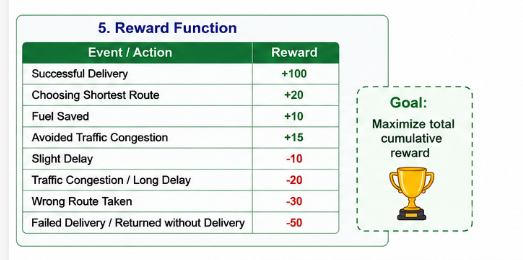 5. Reward Function
Event / Action Reward
Successful Delivery +100
Choosing Shortest Route +20
Fuel Saved +10
Avoided Traffic Congestion +15
Slight Delay -10
Traffic Congestion / Long Delay -20
Wrong Route Taken -30
Failed Delivery / Returned without Delivery -50
Goal:
Maximize total
cumulative
reward